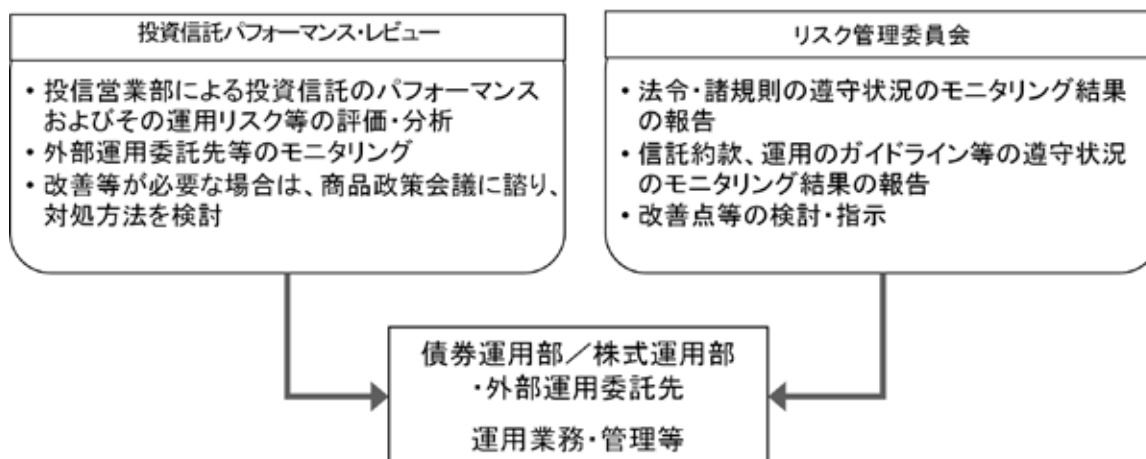 投資信託パフォーマンス・レビュー
・投信営業部による投資信託のパフォーマンス
およびその運用リスク等の評価・分析
・外部運用委託先等のモニタリング
・改善等が必要な場合は、商品政策会議に諮り、
対処方法を検討
リスク管理委員会
・法令・諸規則の遵守状況のモニタリング結果
の報告
・信託約款、運用のガイドライン等の遵守状況
のモニタリング結果の報告
・改善点等の検討・指示
債券運用部／株式運用部
・外部運用委託先
運用業務・管理等